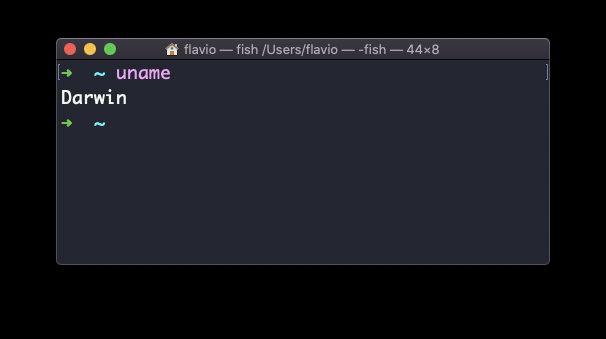 flavio — fish /Users/flavio — -fish — 44×8
➜ ~ uname
Darwin
➜ ~